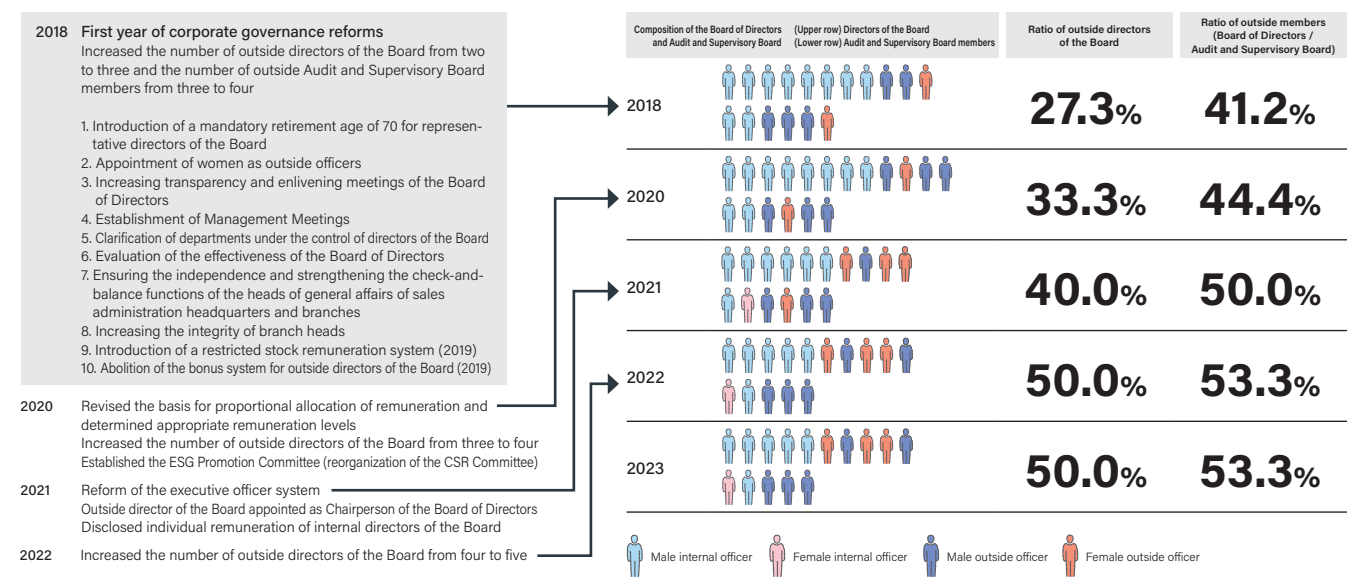 2018 First year of corporate governance reforms
Increased the number of outside directors of the Board from two
to three and the number of outside Audit and Supervisory Board
members from three to four
1. Introduction of a mandatory retirement age of 70 for represen-
tative directors of the Board
2. Appointment of women as outside officers
3. Increasing transparency and enlivening meetings of the Board
of Directors
4. Establishment of Management Meetings
5. Clarification of departments under the control of directors of the Board
6. Evaluation of the effectiveness of the Board of Directors
7. Ensuring the independence and strengthening the check-and-
balance functions of the heads of general affairs of sales
administration headquarters and branches
8. Increasing the integrity of branch heads
9. Introduction of a restricted stock remuneration system (2019)
10. Abolition of the bonus system for outside directors of the Board (2019)
2020 Revised the basis for proportional allocation of remuneration and
determined appropriate remuneration levels
Increased the number of outside directors of the Board from three to four
Established the ESG Promotion Committee (reorganization of the CSR Committee)
2021 Reform of the executive officer system
Outside director of the Board appointed as Chairperson of the Board of Directors
Disclosed individual remuneration of internal directors of the Board
2022 Increased the number of outside directors of the Board from four to five
Composition of the Board of Directors
and Audit and Supervisory Board
(Upper row) Directors of the Board
(Lower row) Audit and Supervisory Board members
Ratio of outside directors
of the Board
Ratio of outside members
(Board of Directors /
Audit and Supervisory Board)
2018 27.3% 41.2%
2020 33.3% 44.4%
2021 40.0% 50.0%
2022 50.0% 53.3%
2023 50.0% 53.3%
Male internal officer Female internal officer Male outside officer Female outside officer